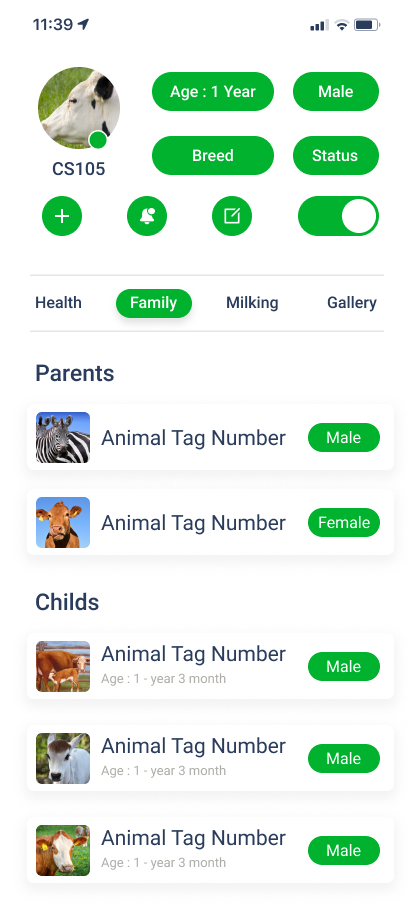 11:39
Age : 1 Year
Male
CS105
Breed
Status
Health
Family
Milking
Gallery
Parents
Animal Tag Number
Male
Animal Tag Number
Female
Childs
Animal Tag Number
Age : 1 - year 3 month
Male
Animal Tag Number
Age : 1 - year 3 month
Male
Animal Tag Number
Age : 1 - year 3 month
Male